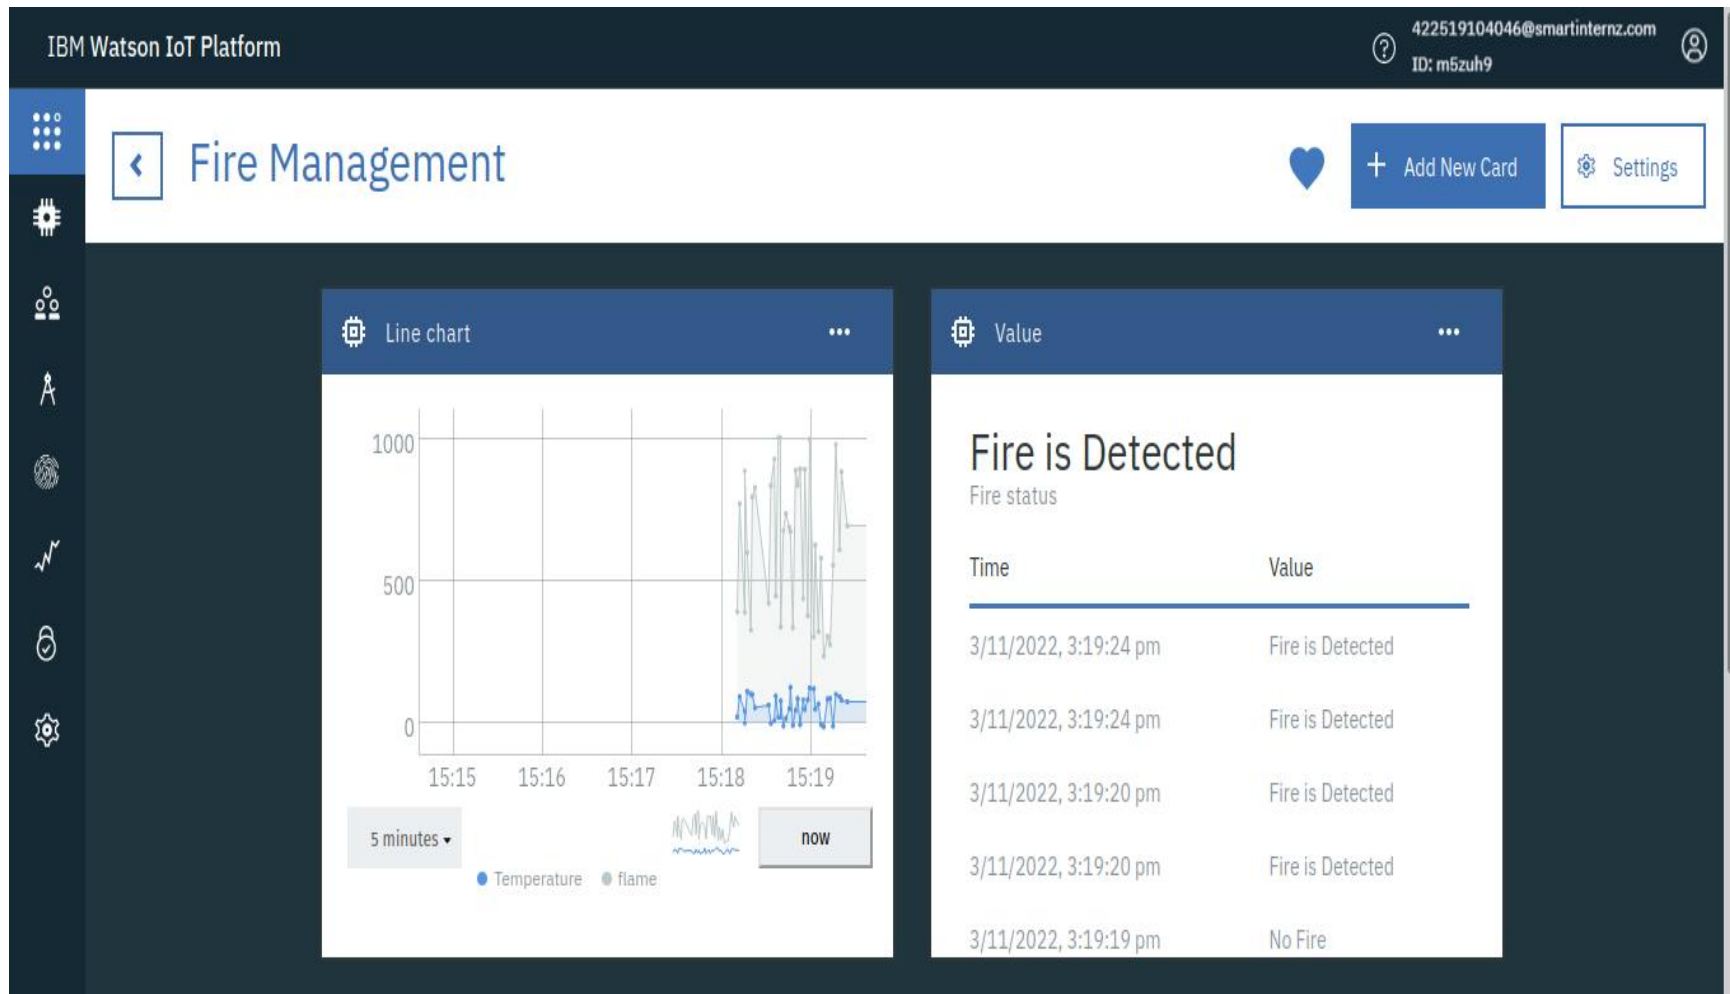 IBM Watson IoT Platform
422519104046@smartinternz.com
ID: m5zuh9
Fire Management
+ Add New Card
Settings
Line chart
1000
500
0
15:15 15:16 15:17 15:18 15:19
5 minutes
now
Temperature flame
Value
Fire is Detected
Fire status
Time Value
3/11/2022, 3:19:24 pm Fire is Detected
3/11/2022, 3:19:24 pm Fire is Detected
3/11/2022, 3:19:20 pm Fire is Detected
3/11/2022, 3:19:20 pm Fire is Detected
3/11/2022, 3:19:19 pm No Fire